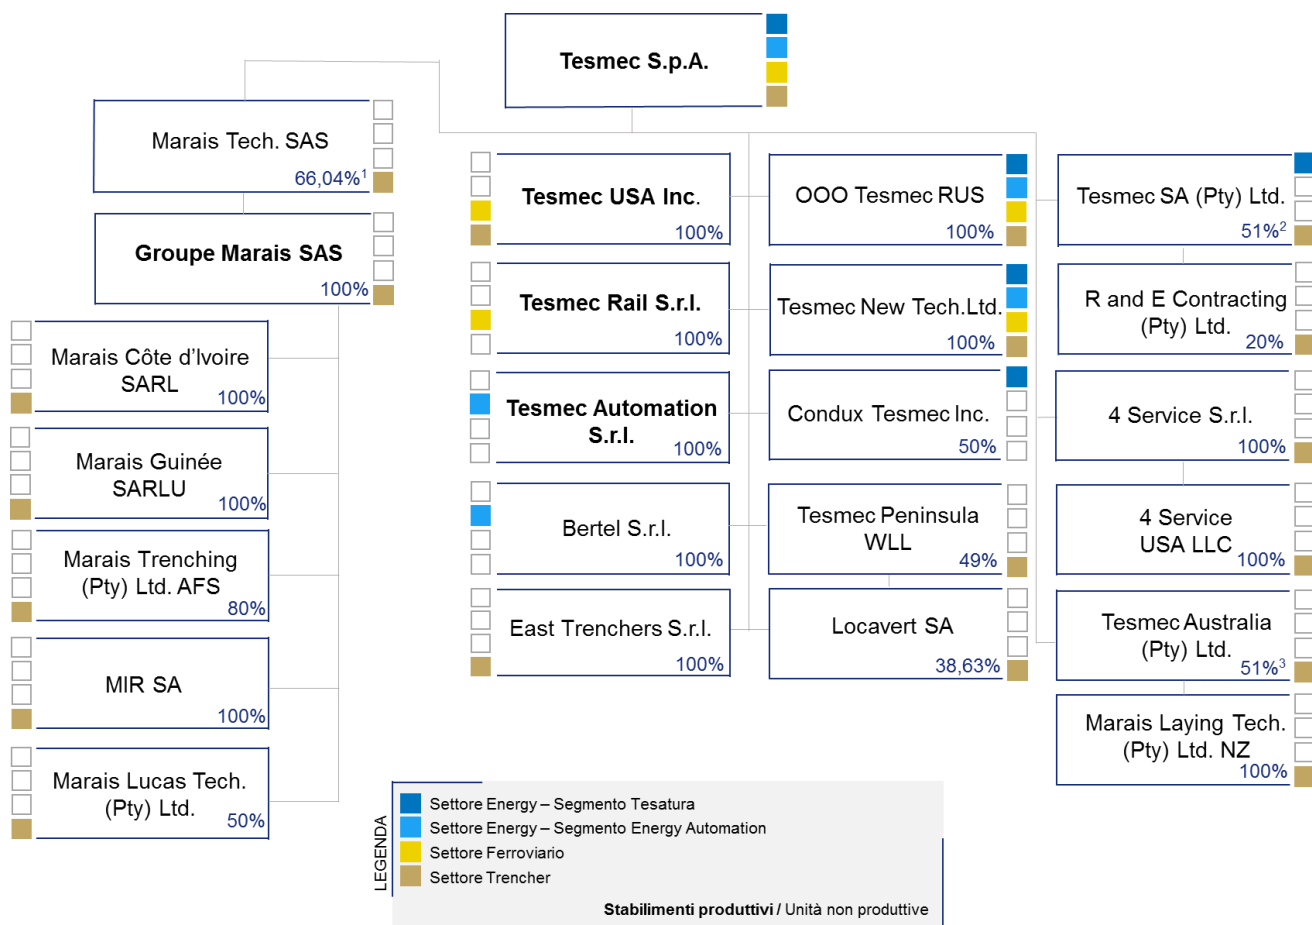 Tesmec S.p.A.
Marais Tech. SAS
66,04%¹
Groupe Marais SAS
100%
Marais Côte d’Ivoire
SARL
100%
Marais Guinée
SARLU
100%
Marais Trenching
(Pty) Ltd. AFS
80%
MIR SA
100%
Marais Lucas Tech.
(Pty) Ltd.
50%
Tesmec USA Inc.
100%
Tesmec Rail S.r.l.
100%
Tesmec Automation
S.r.l.
100%
Bertel S.r.l.
100%
East Trenchers S.r.l.
100%
OOO Tesmec RUS
100%
Tesmec New Tech.Ltd.
100%
Condux Tesmec Inc.
50%
Tesmec Peninsula
WLL
49%
Locavert SA
38,63%
Tesmec SA (Pty) Ltd.
51%²
R and E Contracting
(Pty) Ltd.
20%
4 Service S.r.l.
100%
4 Service
USA LLC
100%
Tesmec Australia
(Pty) Ltd.
51%³
Marais Laying Tech.
(Pty) Ltd. NZ
100%
LEGENDA
Settore Energy – Segmento Tesatura
Settore Energy – Segmento Energy Automation
Settore Ferroviario
Settore Trencher
Stabilimenti produttivi / Unità non produttive